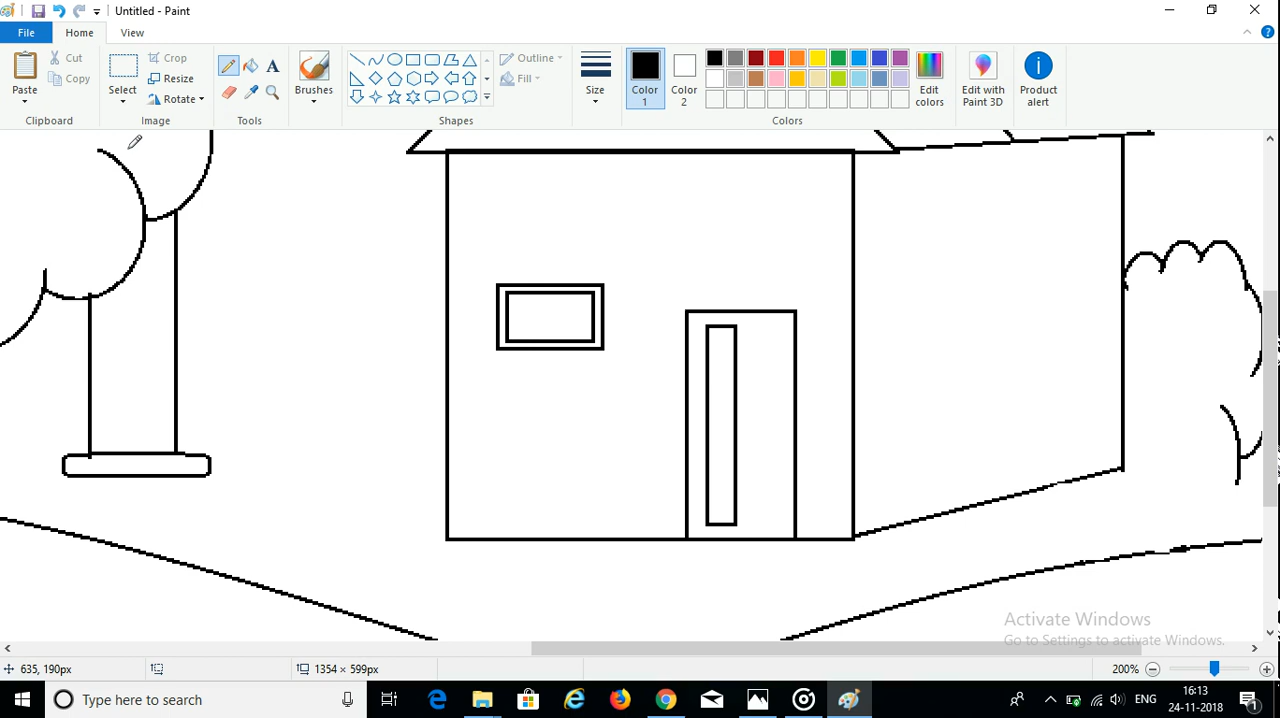 Untitled - Paint
File Home View
Paste
Cut
Copy
Clipboard
Select
Crop
Resize
Rotate
Image
A
Tools
Brushes
Outline
Fill
Shapes
Size
Color 1
Color 2
Edit colors
Colors
Edit with Paint 3D
Product alert
Activate Windows
Go to Settings to activate Windows.
635, 190px
1354 × 599px
200%
Type here to search
ENG
16:13
24-11-2018
1